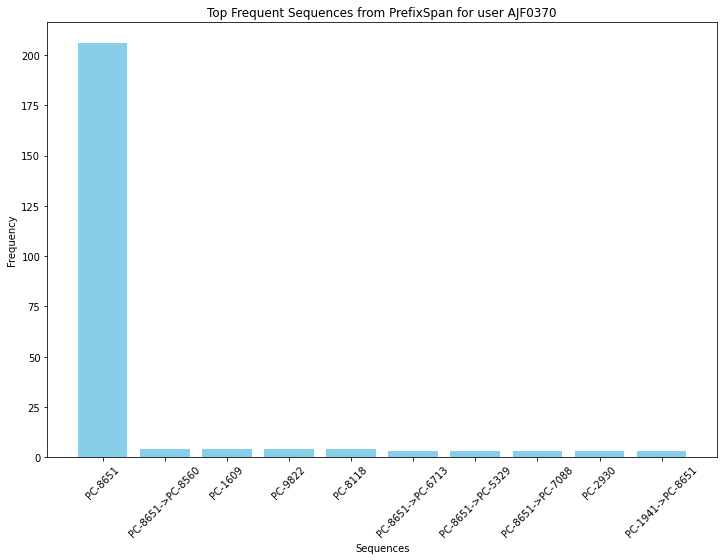 Top Frequent Sequences from PrefixSpan for user AJF0370
Frequency
200
175
150
125
100
75
50
25
0
PC-8651
PC-8651->PC-8560
PC-1609
PC-9822
PC-8118
PC-8651->PC-6713
PC-8651->PC-5329
PC-8651->PC-7088
PC-2930
PC-1941->PC-8651
Sequences